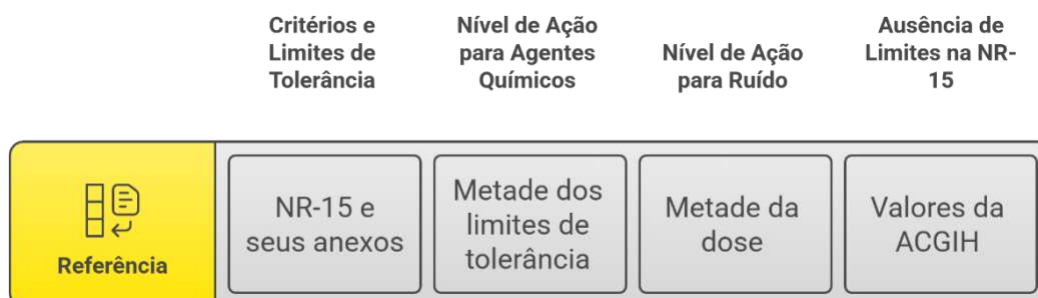 Critérios e
Limites de
Tolerância
Nível de Ação
para Agentes
Químicos
Nível de Ação
para Ruído
Ausência de
Limites na NR-
15
Referência
NR-15 e
seus anexos
Metade dos
limites de
tolerância
Metade da
dose
Valores da
ACGIH